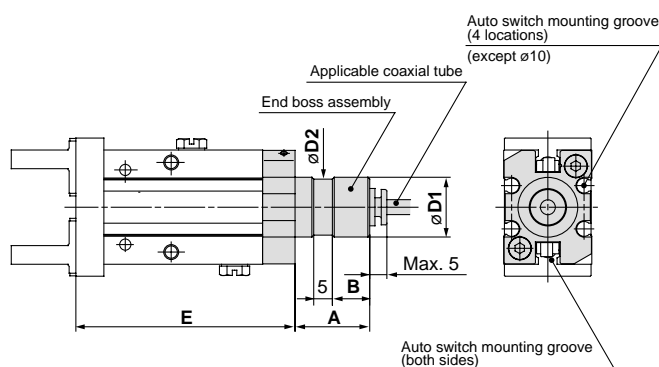 Auto switch mounting groove
(4 locations)
(except ø10)
Applicable coaxial tube
End boss assembly
øD2
øD1
Max. 5
5
B
E
A
Auto switch mounting groove
(both sides)